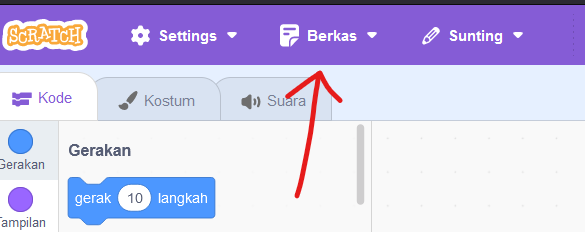 SCRATCH Settings Berkas Sunting
Kode Kostum Suara
Gerakan
Gerakan
gerak 10 langkah
Tampilan